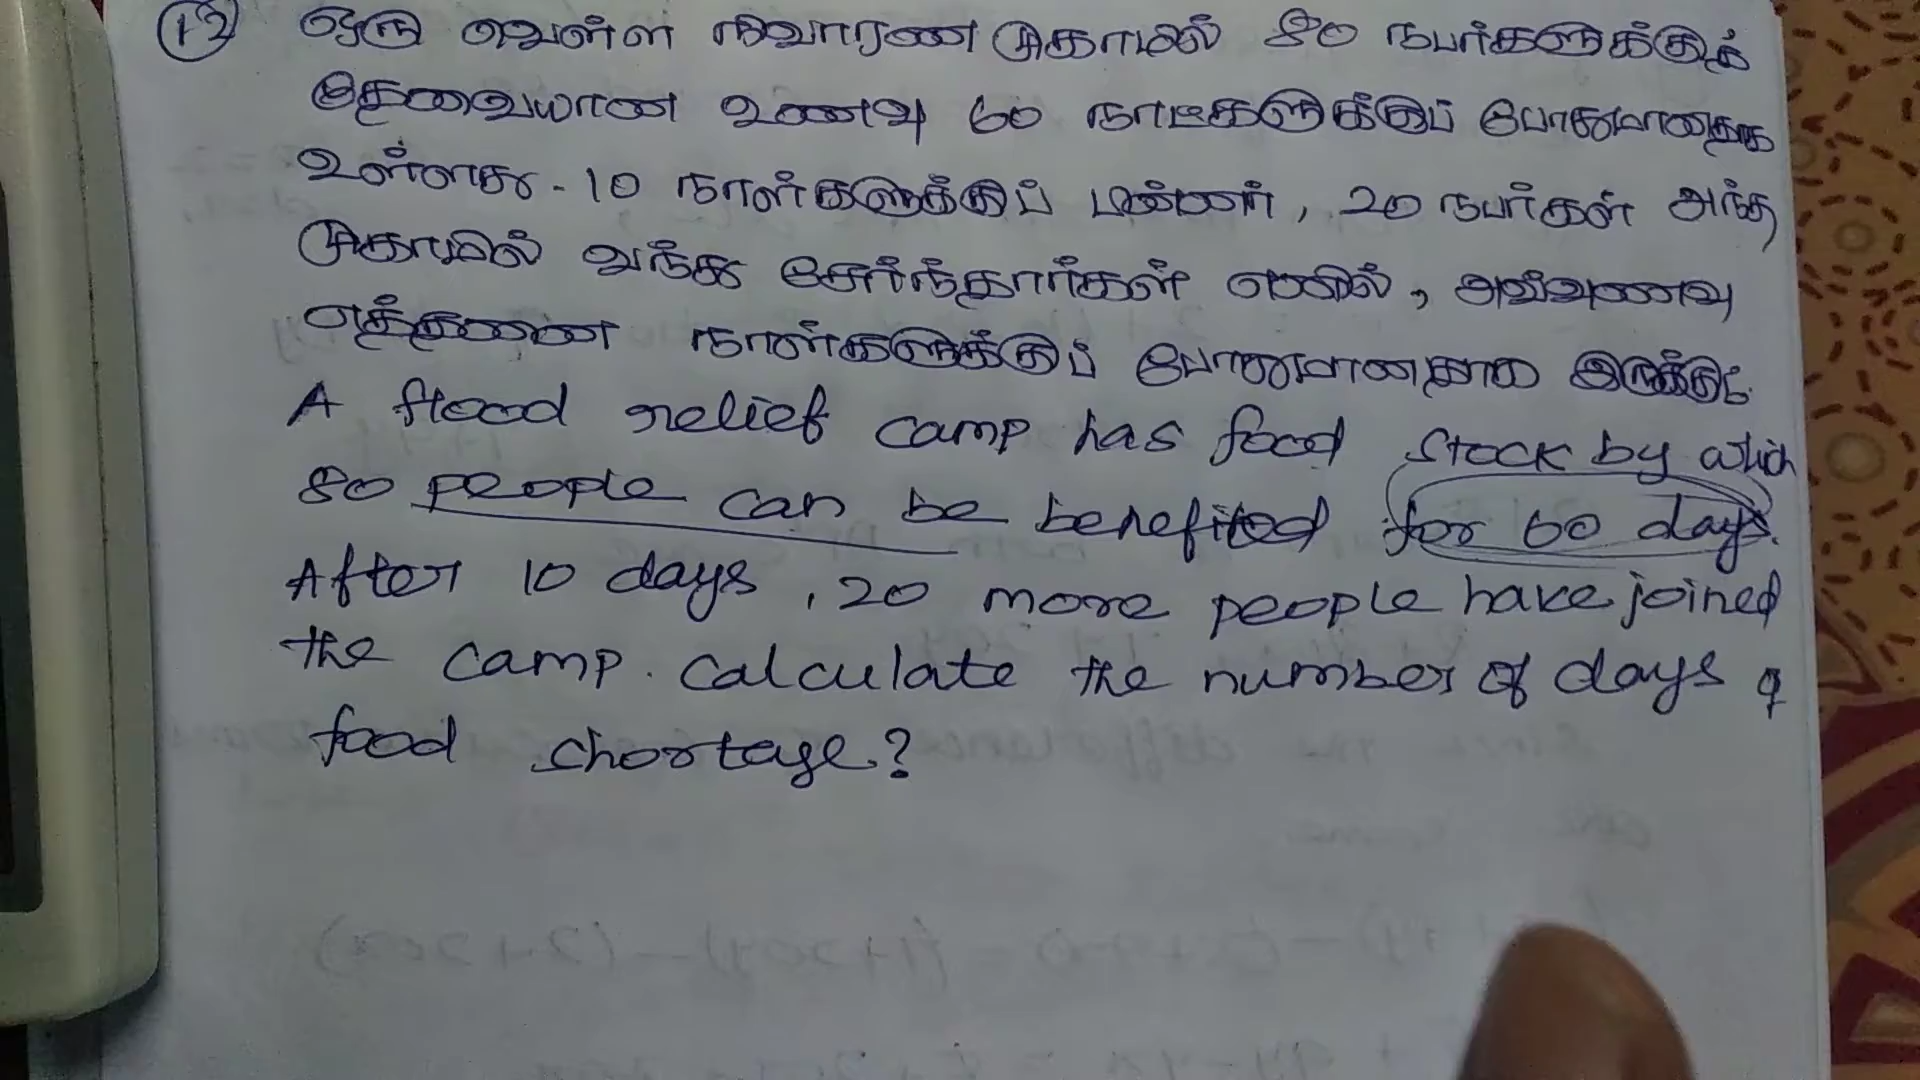 13 ஒரு வெள்ள நிவாரண முகாமில் 80 நபர்களுக்குத்
தேவையான உணவு 60 நாட்களுக்குப் போதுமானதாக
உள்ளது. 10 நாள்களுக்குப் பின்னர், 20 நபர்கள் அந்த
முகாமில் வந்து சேர்ந்தார்கள் எனில், அவ்வுணவு
எத்தனை நாள்களுக்குப் போதுமானதாக இருக்கும்
A flood relief camp has food stock by which
80 people can be benefited for 60 days.
After 10 days, 20 more people have joined
the camp. Calculate the number of days of
food shortage?